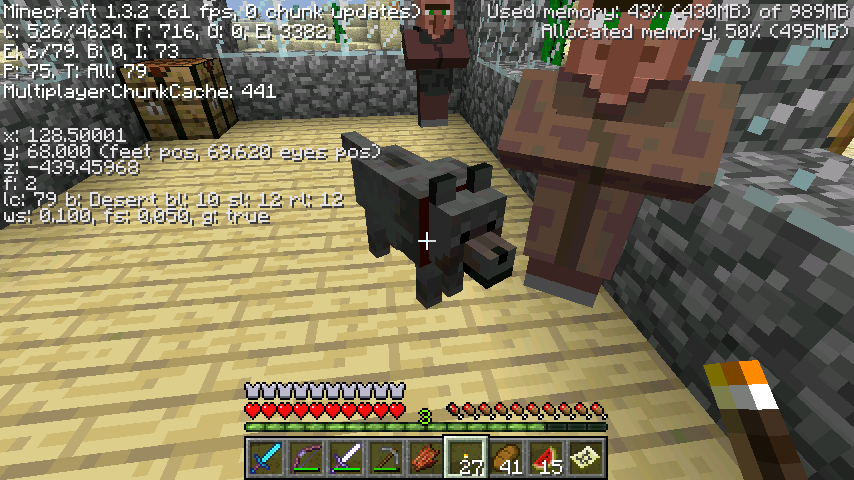 Minecraft 1.3.2 (61 fps, 0 chunk updates)
Used memory: 43% (430MB) of 989MB
C: 526/4624. F: 716, O: 0, E: 3382
Allocated memory: 50% (495MB)
E: 6/79. B: 0, I: 73
P: 75. T: All: 79
MultiplayerChunkCache: 441
x: 128.50001
y: 68.000 (feet pos, 69.620 eyes pos)
z: -439.45968
f: 2
lc: 79 b: Desert bl: 10 sl: 12 rl: 12
ws: 0.100, fs: 0.050, g: true
8
27 41 15